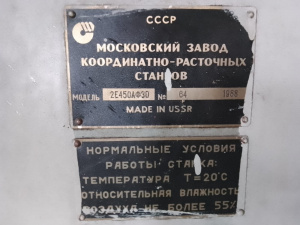 СССР
МОСКОВСКИЙ ЗАВОД
КООРДИНАТНО-РАСТОЧНЫХ
СТАНКОВ
МОДЕЛЬ 2Е450АФ30 № 04 1988
MADE IN USSR
НОРМАЛЬНЫЕ УСЛОВИЯ
РАБОТЫ СТАНКА:
ТЕМПЕРАТУРА Т=20°С
ОТНОСИТЕЛЬНАЯ ВЛАЖНОСТЬ
ВОЗДУХА НЕ БОЛЕЕ 55%